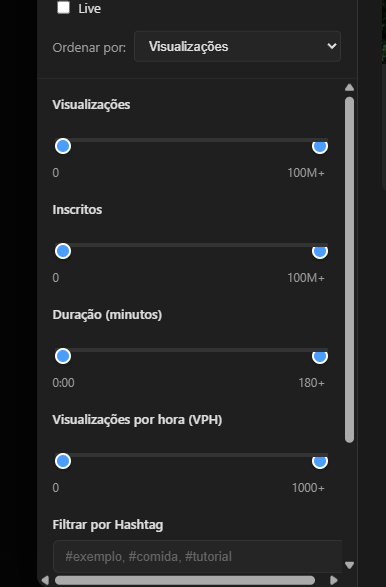 Live
Ordenar por: Visualizações
Visualizações
0 100M+
Inscritos
0 100M+
Duração (minutos)
0:00 180+
Visualizações por hora (VPH)
0 1000+
Filtrar por Hashtag
#exemplo, #comida, #tutorial